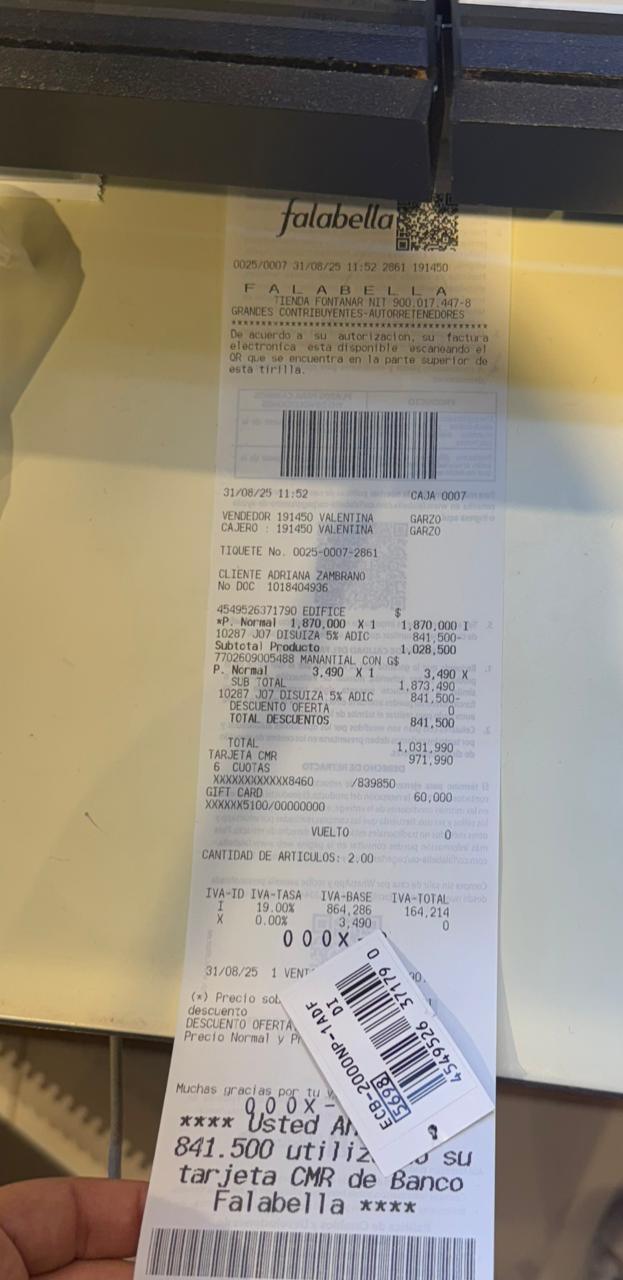 falabella
0025/0007 31/08/25 11:52 2861 191450
F A L A B E L L A
TIENDA FONTANAR NIT 900.017.447-8
GRANDES CONTRIBUYENTES-AUTORRETENEDORES
De acuerdo a su autorizacion, su factura
electronica esta disponible escaneando el
QR que se encuentra en la parte superior de
esta tirilla.
31/08/25 11:52 CAJA 0007
VENDEDOR 191450 VALENTINA GARZO
CAJERO : 191450 VALENTINA GARZO
TIQUETE No. 0025-0007-2861
CLIENTE ADRIANA ZAMBRANO
No DOC 1018404936
4549526371790 EDIFICE $
*P. Normal 1,870,000 X 1 1,870,000 I
10287 J07 DISUIZA 5% ADIC 841,500-
Subtotal Producto 1,028,500
7702609005488 MANANTIAL CON G$
P. Normal 3,490 X 1 3,490 X
SUB TOTAL 1,873,490
10287 J07 DISUIZA 5% ADIC 841,500-
DESCUENTO OFERTA 0
TOTAL DESCUENTOS 841,500
TOTAL 1,031,990
TARJETA CMR 971,990
6 CUOTAS
XXXXXXXXXXXX8460 /839850
GIFT CARD 60,000
XXXXXX5100/00000000
VUELTO 0
CANTIDAD DE ARTICULOS: 2.00
IVA-ID IVA-TASA IVA-BASE IVA-TOTAL
I 19.00% 864,286 164,214
X 0.00% 3,490 0
0 0 0 X -
31/08/25 1 VENT
(*) Precio sob
descuento
DESCUENTO OFERTA
Precio Normal y P
ECB-2000NP-1ADF
DI
5698
4549526 37179 0
Muchas gracias por tu
0 0 0 X -
**** Usted A
841.500 utiliz o su
tarjeta CMR de Banco
Falabella ****